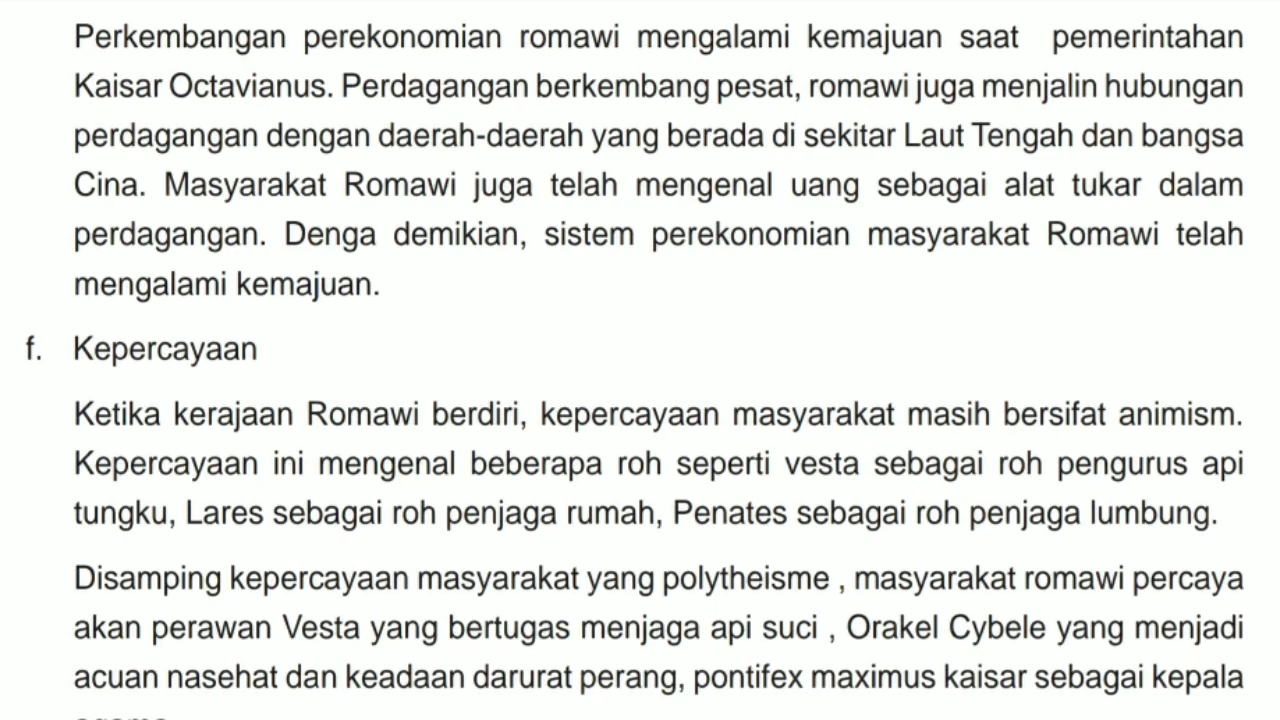 Perkembangan perekonomian romawi mengalami kemajuan saat pemerintahan
Kaisar Octavianus. Perdagangan berkembang pesat, romawi juga menjalin hubungan
perdagangan dengan daerah-daerah yang berada di sekitar Laut Tengah dan bangsa
Cina. Masyarakat Romawi juga telah mengenal uang sebagai alat tukar dalam
perdagangan. Denga demikian, sistem perekonomian masyarakat Romawi telah
mengalami kemajuan.
f. Kepercayaan
Ketika kerajaan Romawi berdiri, kepercayaan masyarakat masih bersifat animism.
Kepercayaan ini mengenal beberapa roh seperti vesta sebagai roh pengurus api
tungku, Lares sebagai roh penjaga rumah, Penates sebagai roh penjaga lumbung.
Disamping kepercayaan masyarakat yang polytheisme , masyarakat romawi percaya
akan perawan Vesta yang bertugas menjaga api suci , Orakel Cybele yang menjadi
acuan nasehat dan keadaan darurat perang, pontifex maximus kaisar sebagai kepala